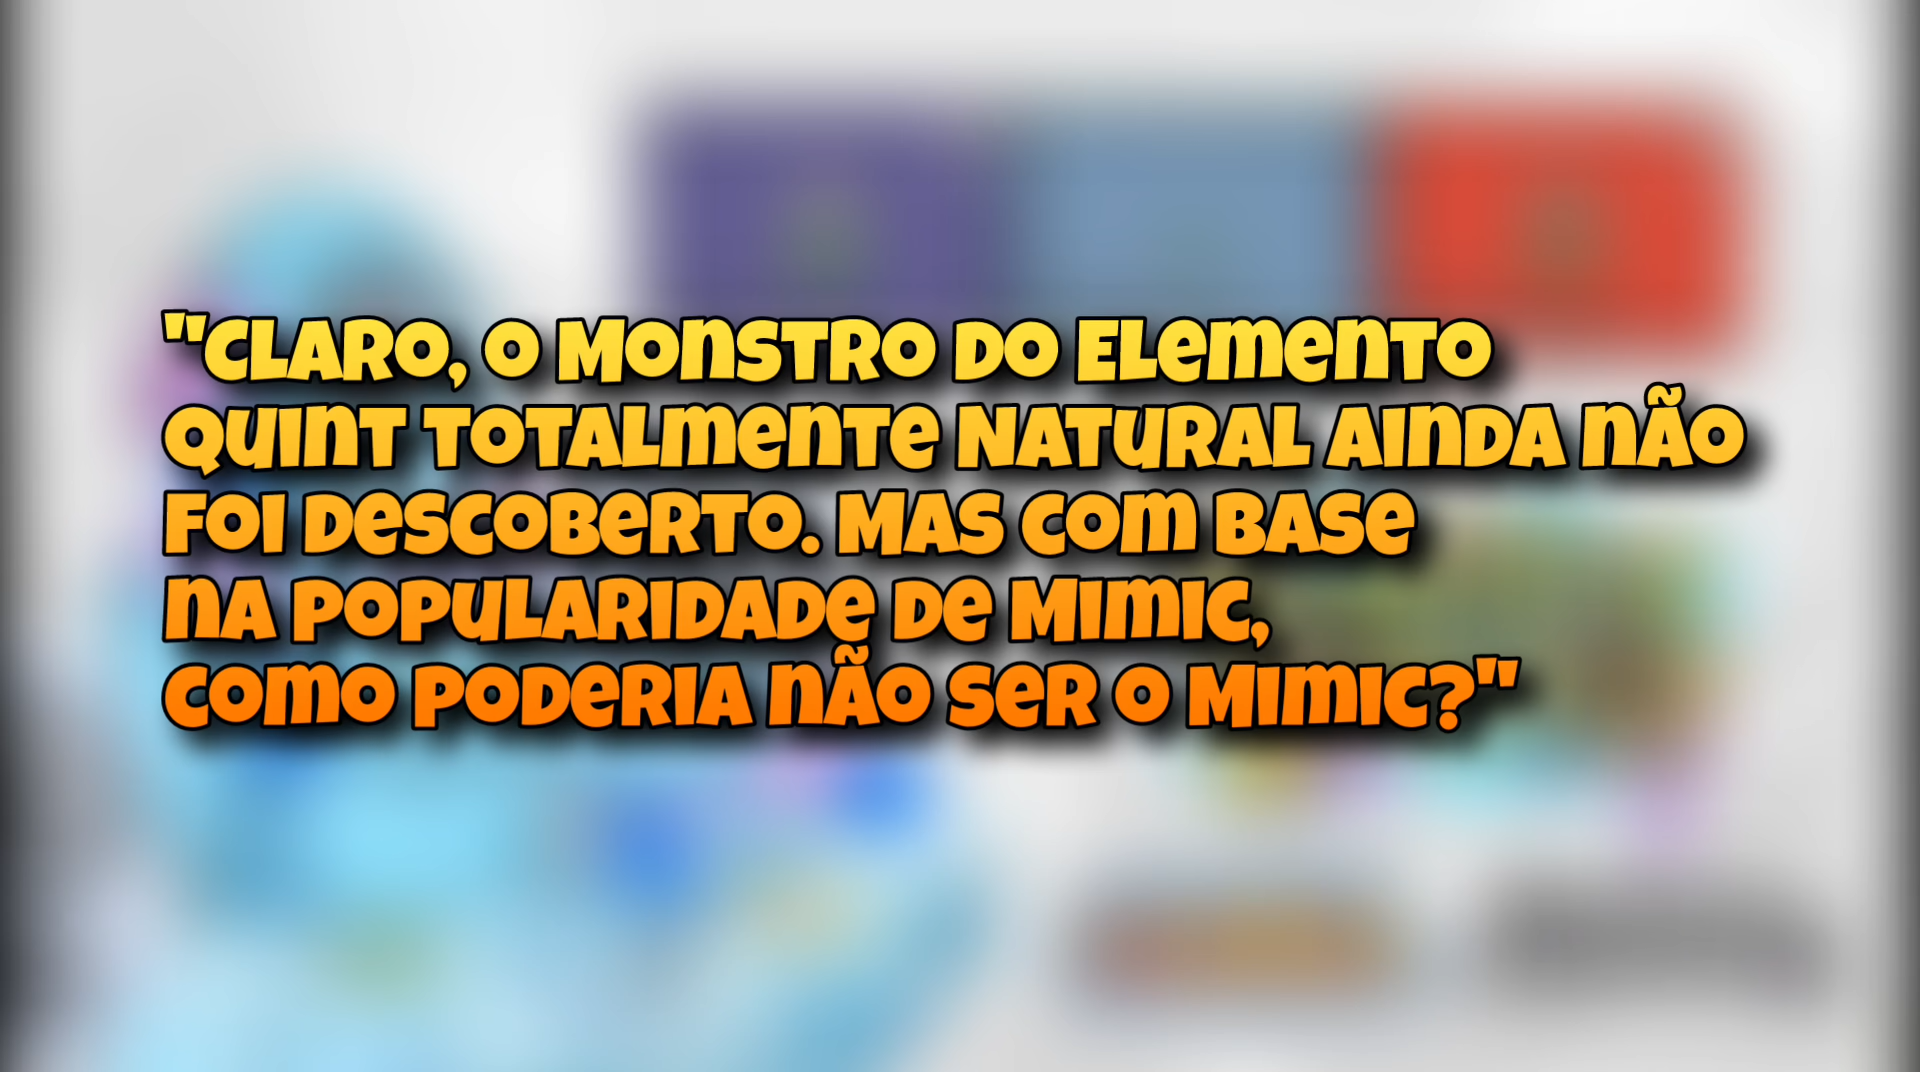 "Claro, o Monstro do Elemento
Quint totalmente Natural ainda não
foi descoberto. Mas com base
na popularidade de Mimic,
como poderia não ser o Mimic?"